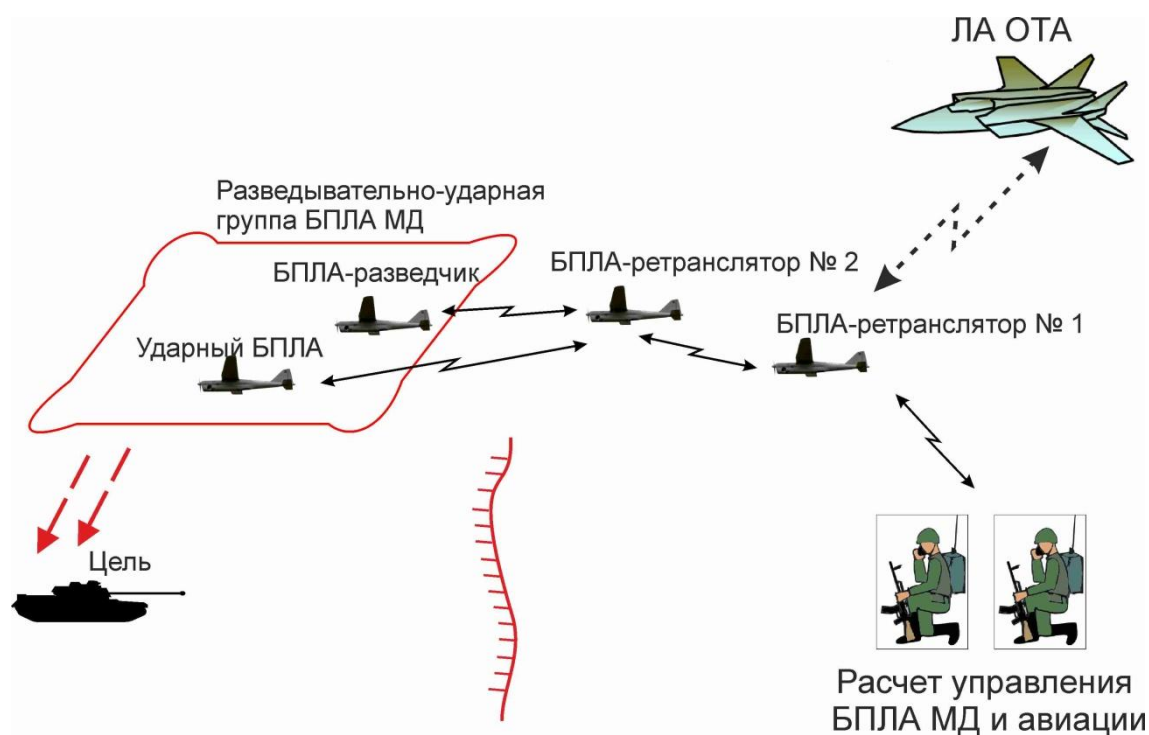 ЛА ОТА
Разведывательно-ударная
группа БПЛА МД
БПЛА-разведчик
БПЛА-ретранслятор № 2
БПЛА-ретранслятор № 1
Ударный БПЛА
Цель
Расчет управления
БПЛА МД и авиации